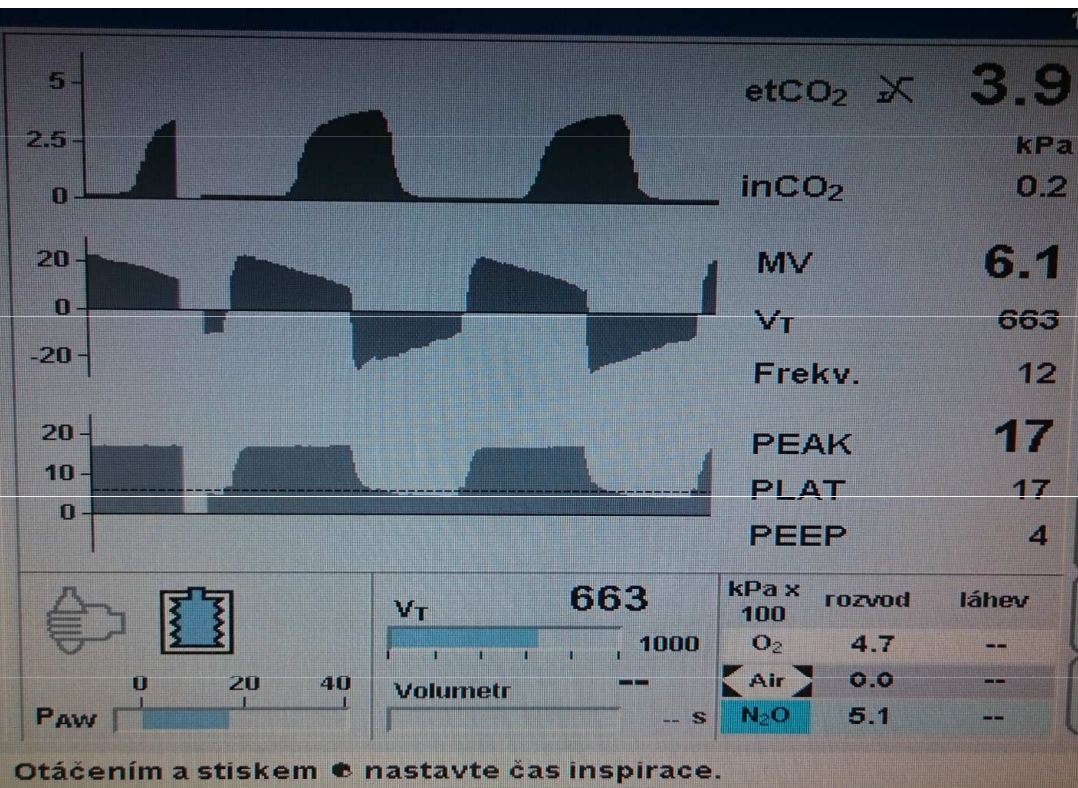 5
2.5
0
etCO₂ 3.9
kPa
inCO₂ 0.2
20
0
-20
MV 6.1
VT 663
Frekv. 12
20
10
0
PEAK 17
PLAT 17
PEEP 4
VT 663
1000
Volumetr --
-- s
0 20 40
PAW
kPa x 100 rozvod láhev
O₂ 4.7 --
Air 0.0 --
N₂O 5.1 --
Otáčením a stiskem nastavte čas inspirace.